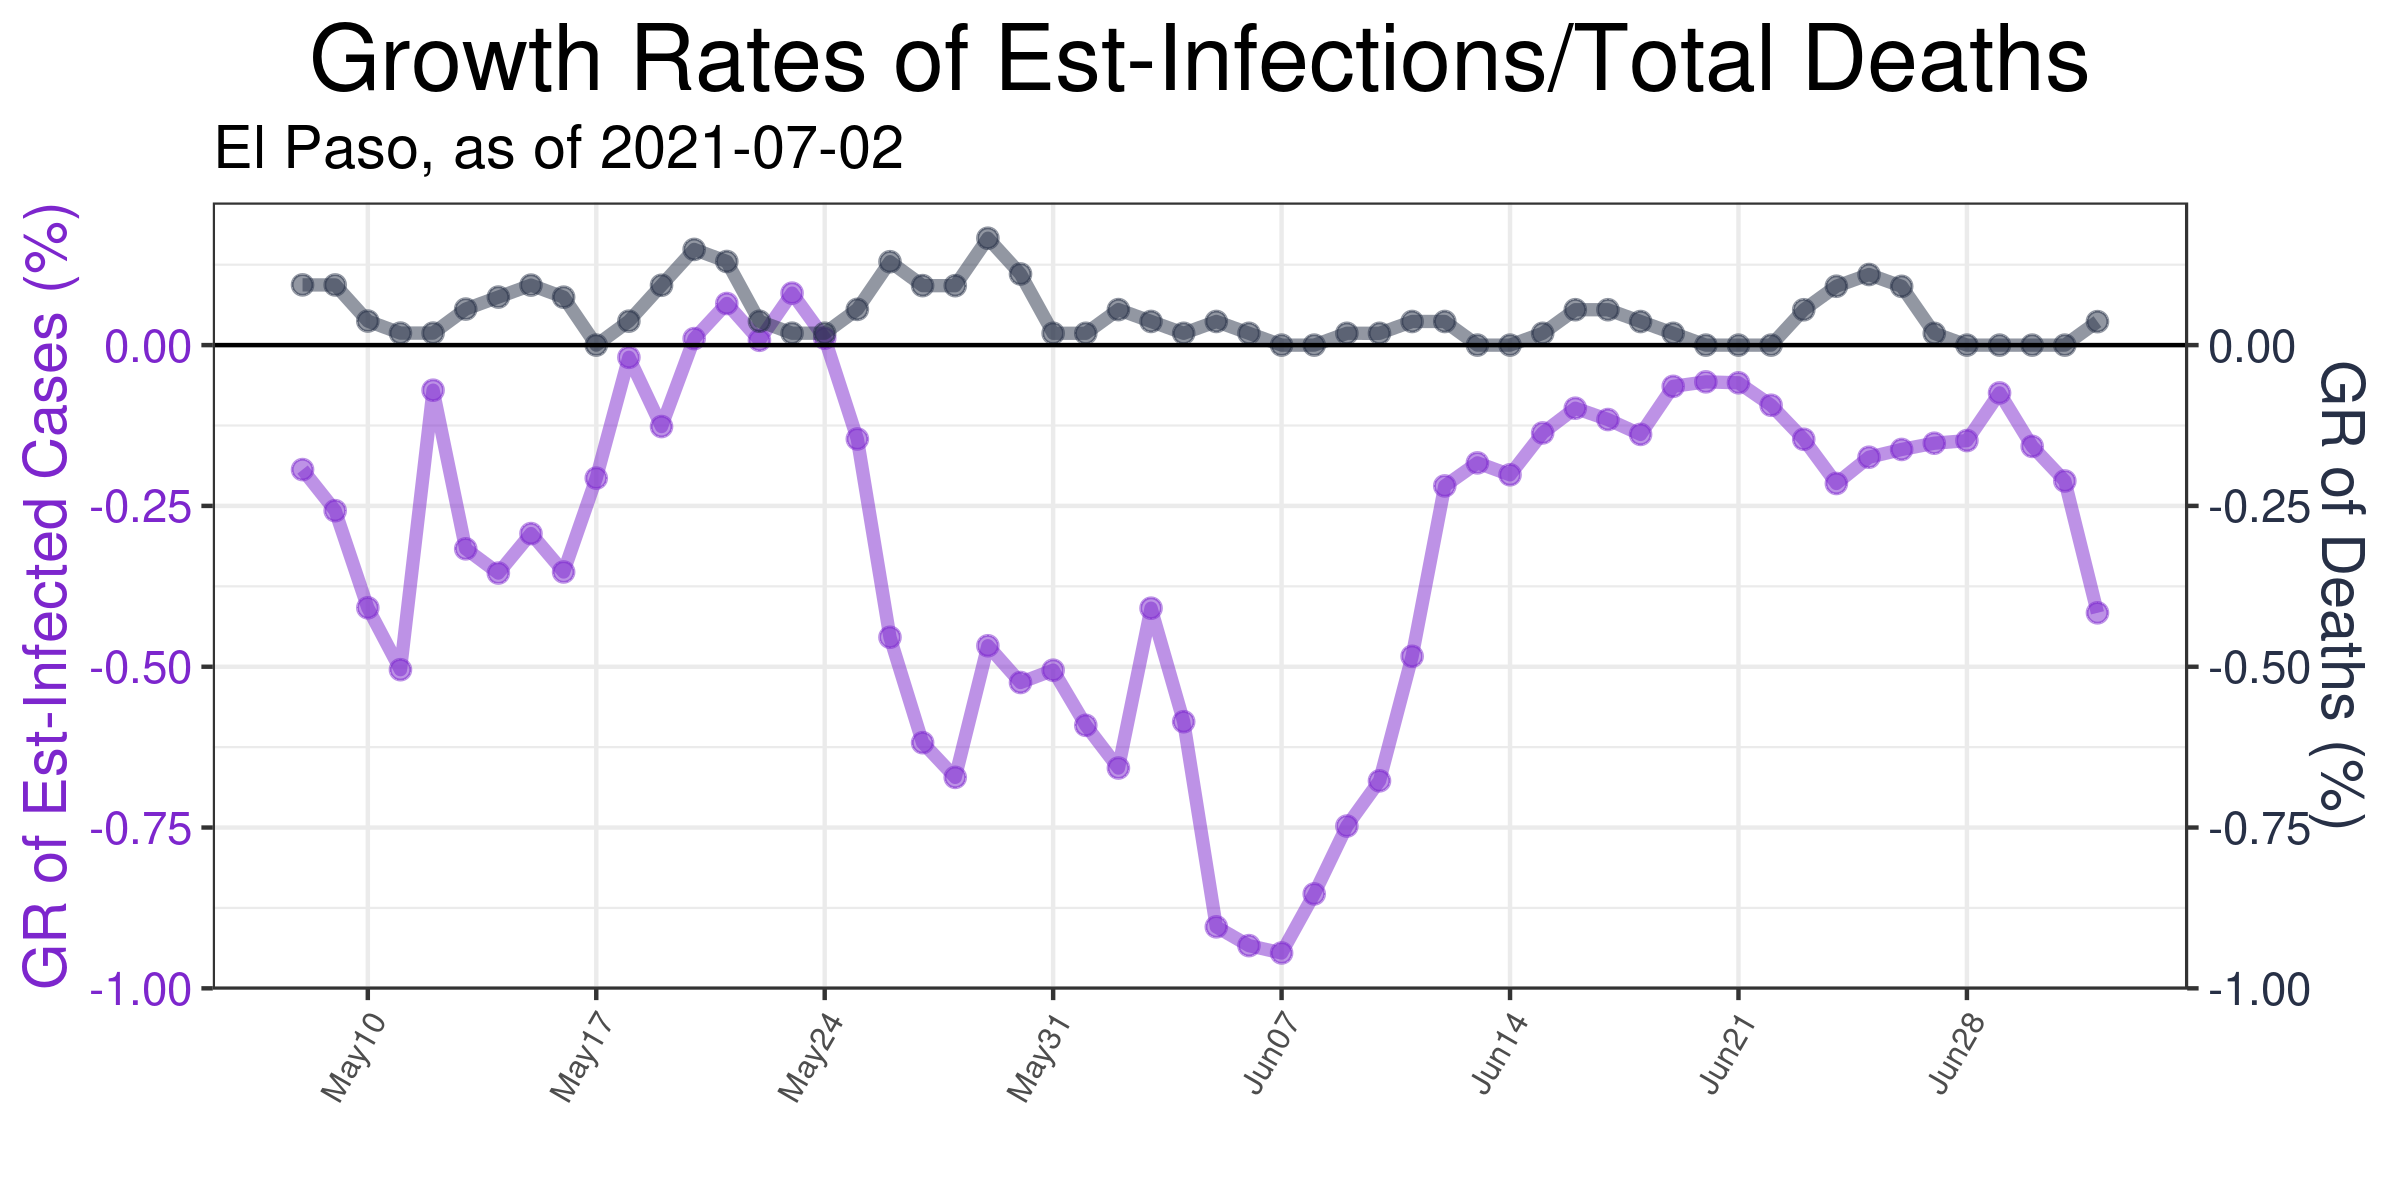 Growth Rates of Est-Infections/Total Deaths
El Paso, as of 2021-07-02
GR of Est-Infected Cases (%)
0.00
-0.25
-0.50
-0.75
-1.00
0.00
-0.25
-0.50
-0.75
-1.00
GR of Deaths (%)
May10
May17
May24
May31
Jun07
Jun14
Jun21
Jun28